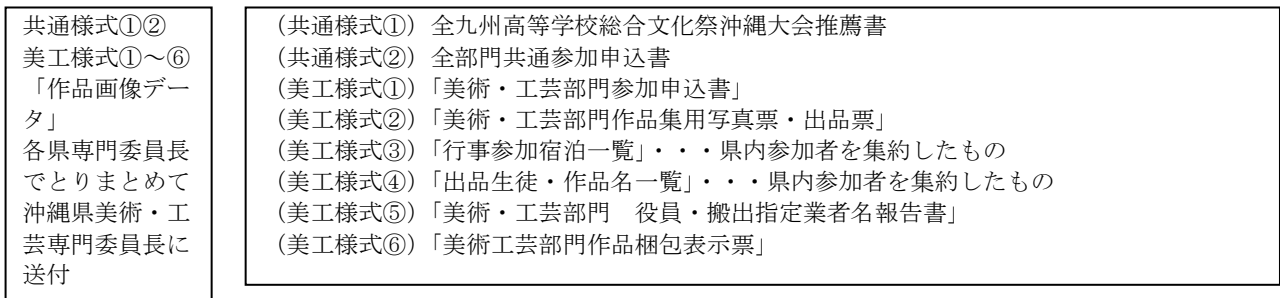 共通様式①②
美工様式①～⑥
「作品画像デー
タ」
各県専門委員長
でとりまとめて
沖縄県美術・工
芸専門委員長に
送付
（共通様式①）全九州高等学校総合文化祭沖縄大会推薦書
（共通様式②）全部門共通参加申込書
（美工様式①）「美術・工芸部門参加申込書」
（美工様式②）「美術・工芸部門作品集用写真票・出品票」
（美工様式③）「行事参加宿泊一覧」・・・県内参加者を集約したもの
（美工様式④）「出品生徒・作品名一覧」・・・県内参加者を集約したもの
（美工様式⑤）「美術・工芸部門　役員・搬出指定業者名報告書」
（美工様式⑥）「美術工芸部門作品梱包表示票」